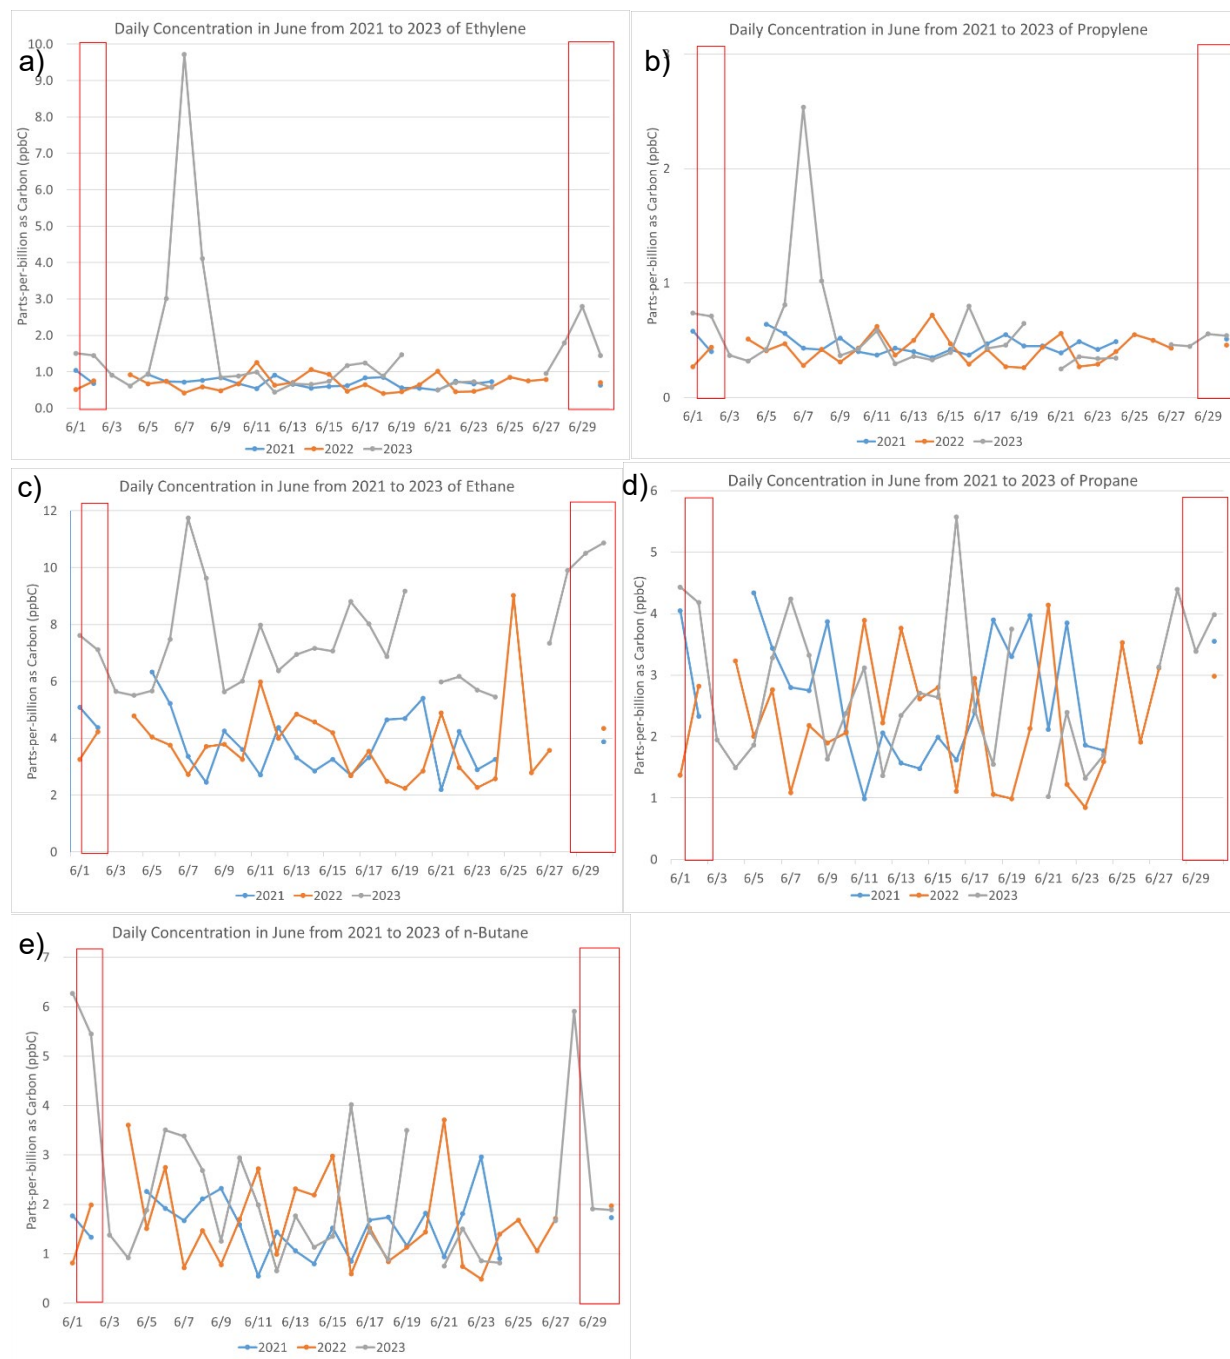 a)
Daily Concentration in June from 2021 to 2023 of Ethylene
Parts-per-billion as Carbon (ppbC)
10.0
9.0
8.0
7.0
6.0
5.0
4.0
3.0
2.0
1.0
0.0
6/1 6/3 6/5 6/7 6/9 6/11 6/13 6/15 6/17 6/19 6/21 6/23 6/25 6/27 6/29
2021 2022 2023
b)
Daily Concentration in June from 2021 to 2023 of Propylene
Parts-per-billion as Carbon (ppbC)
3
2
1
0
6/1 6/3 6/5 6/7 6/9 6/11 6/13 6/15 6/17 6/19 6/21 6/23 6/25 6/27 6/29
2021 2022 2023
c)
Daily Concentration in June from 2021 to 2023 of Ethane
Parts-per-billion as Carbon (ppbC)
12
10
8
6
4
2
0
6/1 6/3 6/5 6/7 6/9 6/11 6/13 6/15 6/17 6/19 6/21 6/23 6/25 6/27 6/29
2021 2022 2023
d)
Daily Concentration in June from 2021 to 2023 of Propane
Parts-per-billion as Carbon (ppbC)
6
5
4
3
2
1
0
6/1 6/3 6/5 6/7 6/9 6/11 6/13 6/15 6/17 6/19 6/21 6/23 6/25 6/27 6/29
2021 2022 2023
e)
Daily Concentration in June from 2021 to 2023 of n-Butane
Parts-per-billion as Carbon (ppbC)
7
6
5
4
3
2
1
0
6/1 6/3 6/5 6/7 6/9 6/11 6/13 6/15 6/17 6/19 6/21 6/23 6/25 6/27 6/29
2021 2022 2023